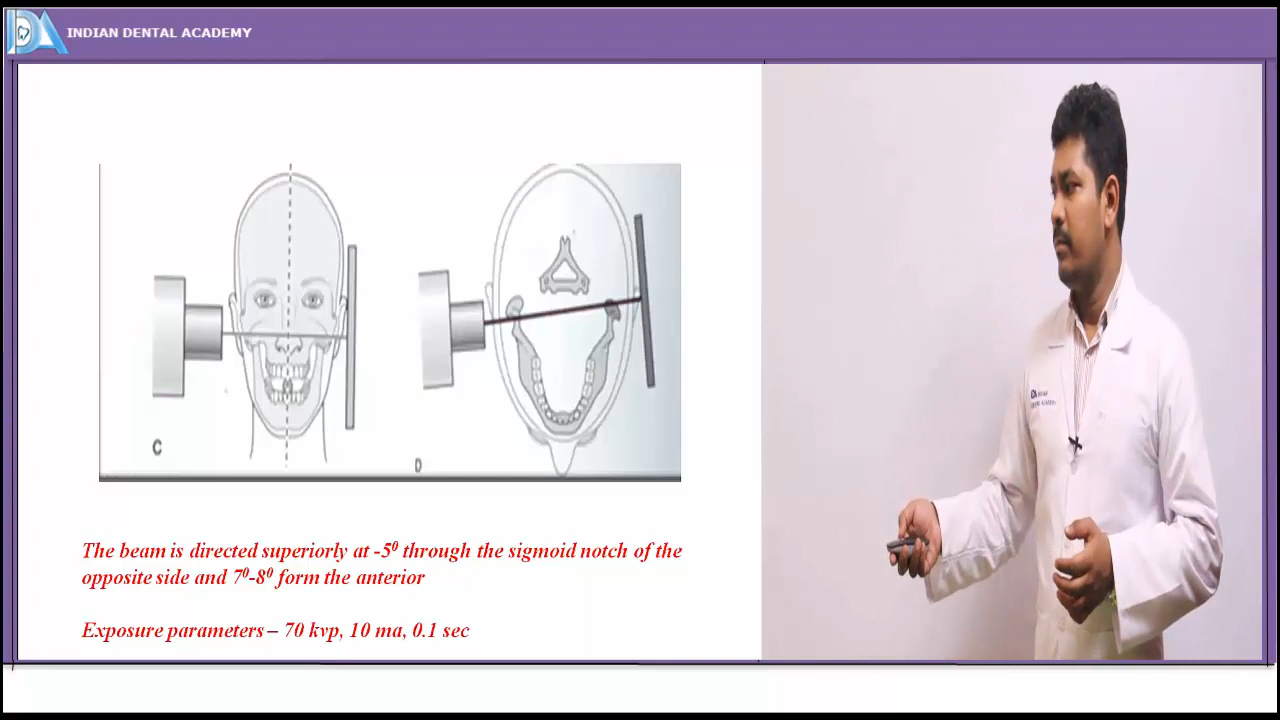 INDIAN DENTAL ACADEMY
C
D
The beam is directed superiorly at -5⁰ through the sigmoid notch of the
opposite side and 7⁰-8⁰ form the anterior
Exposure parameters – 70 kvp, 10 ma, 0.1 sec